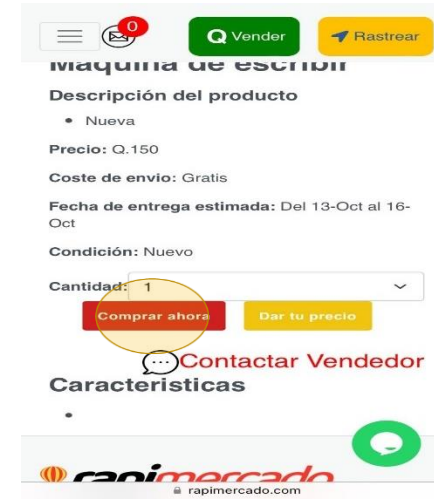 0
Q Vender
Rastrear
Máquina de escribir
Descripción del producto
• Nueva
Precio: Q.150
Coste de envio: Gratis
Fecha de entrega estimada: Del 13-Oct al 16-
Oct
Condición: Nuevo
Cantidad: 1
Comprar ahora
Dar tu precio
Contactar Vendedor
Caracteristicas
•
rapimercado
rapimercado.com